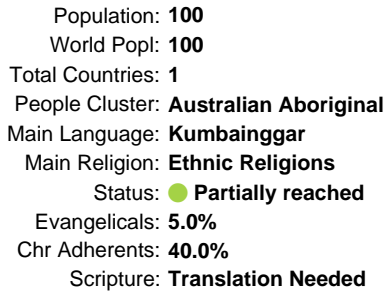 Population: 100
World Popl: 100
Total Countries: 1
People Cluster: Australian Aboriginal
Main Language: Kumbainggar
Main Religion: Ethnic Religions
Status: Partially reached
Evangelicals: 5.0%
Chr Adherents: 40.0%
Scripture: Translation Needed